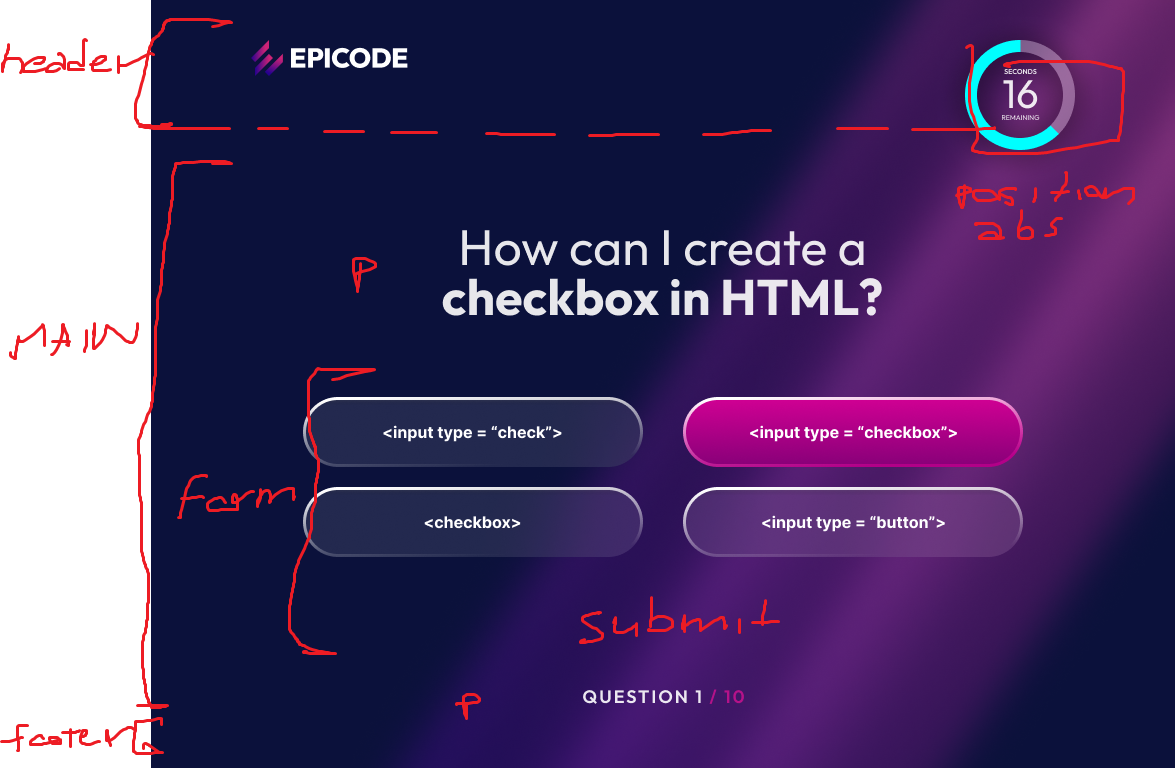 header
EPICODE
SECONDS
16
REMAINING
position
abs
P
How can I create a
checkbox in HTML?
MAIN
<input type = “check”>
<input type = “checkbox”>
form
<checkbox>
<input type = “button”>
submit
P
QUESTION 1 / 10
footer